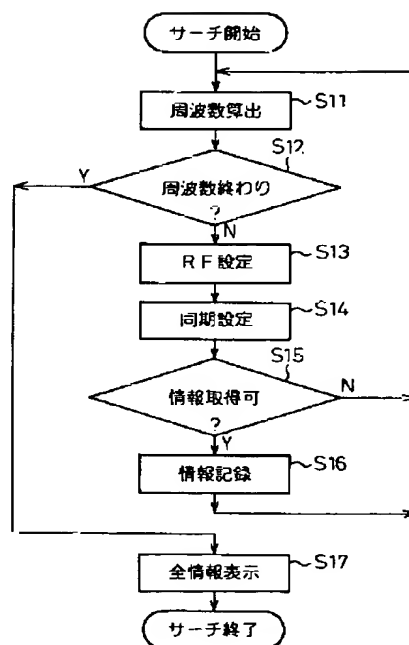 サーチ開始
周波数算出
S11
S12
Y
周波数終わり
?
N
RF設定
S13
同期設定
S14
S15
情報取得可
N
?
Y
情報記録
S16
全情報表示
S17
サーチ終了